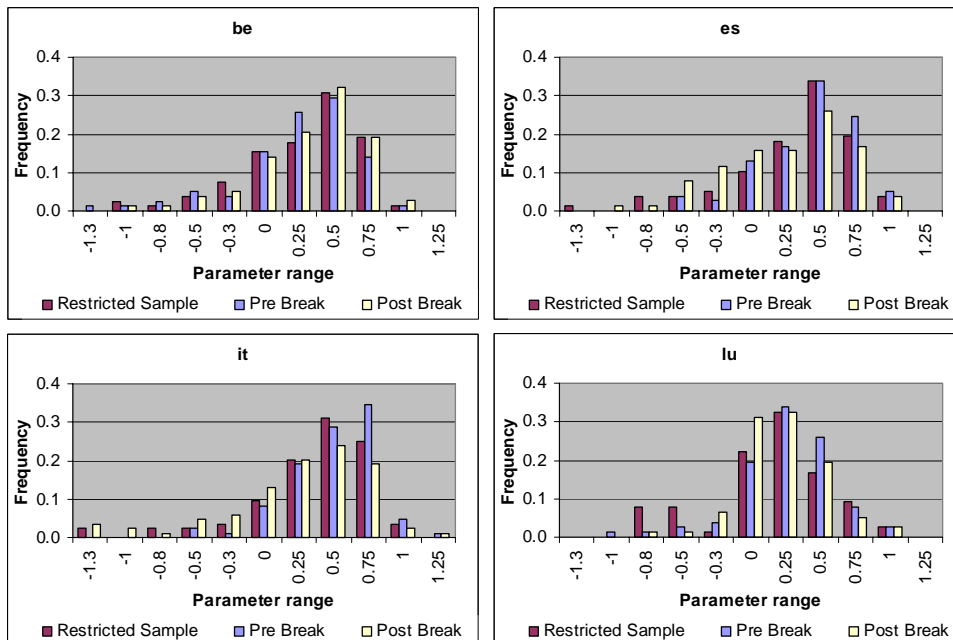 be
Frequency
0.4
0.3
0.2
0.1
0.0
-1.3 -1 -0.8 -0.5 -0.3 0 0.25 0.5 0.75 1 1.25
Parameter range
Restricted Sample Pre Break Post Break
es
Frequency
0.4
0.3
0.2
0.1
0.0
-1.3 -1 -0.8 -0.5 -0.3 0 0.25 0.5 0.75 1 1.25
Parameter range
Restricted Sample Pre Break Post Break
it
Frequency
0.4
0.3
0.2
0.1
0.0
-1.3 -1 -0.8 -0.5 -0.3 0 0.25 0.5 0.75 1 1.25
Parameter range
Restricted Sample Pre Break Post Break
lu
Frequency
0.4
0.3
0.2
0.1
0.0
-1.3 -1 -0.8 -0.5 -0.3 0 0.25 0.5 0.75 1 1.25
Parameter range
Restricted Sample Pre Break Post Break